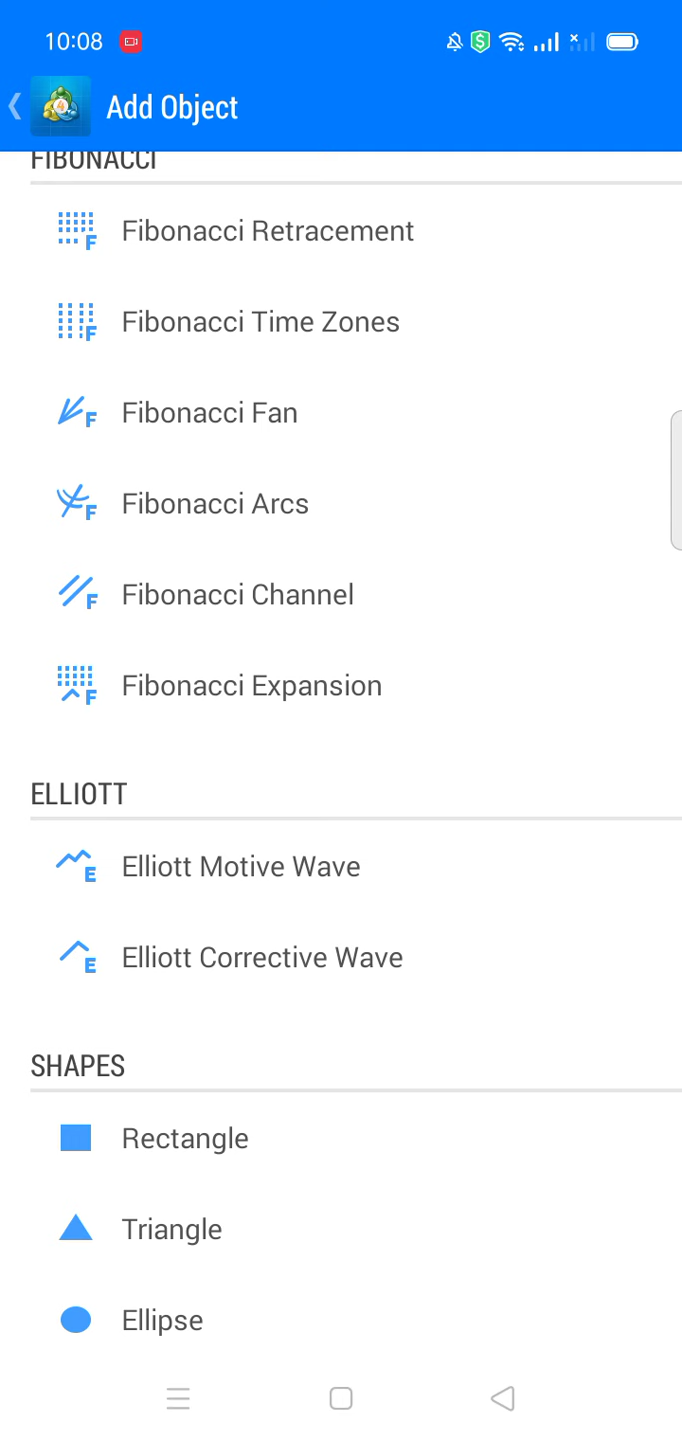 10:08
Add Object
FIBONACCI
Fibonacci Retracement
Fibonacci Time Zones
Fibonacci Fan
Fibonacci Arcs
Fibonacci Channel
Fibonacci Expansion
ELLIOTT
Elliott Motive Wave
Elliott Corrective Wave
SHAPES
Rectangle
Triangle
Ellipse